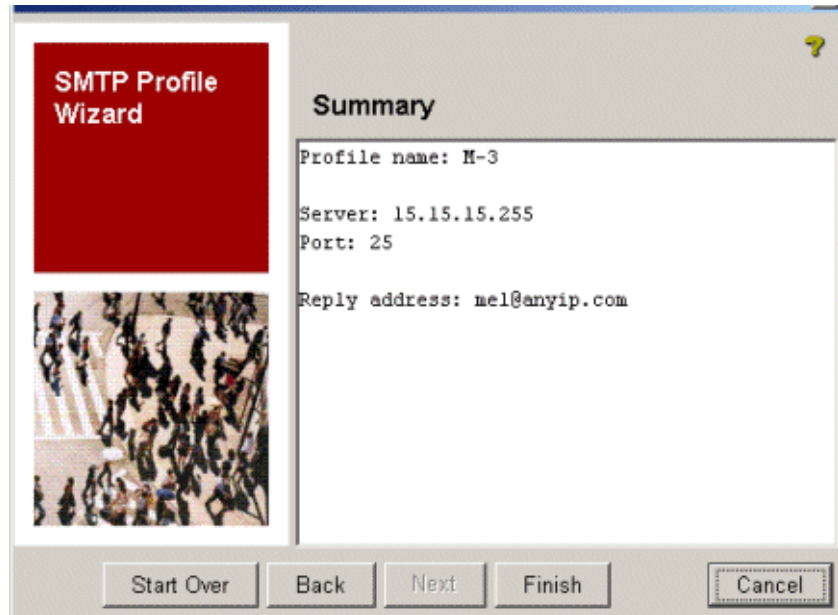 SMTP Profile
Wizard
?
Summary
Profile name: M-3
Server: 15.15.15.255
Port: 25
Reply address: mel@anyip.com
Start Over
Back
Next
Finish
Cancel